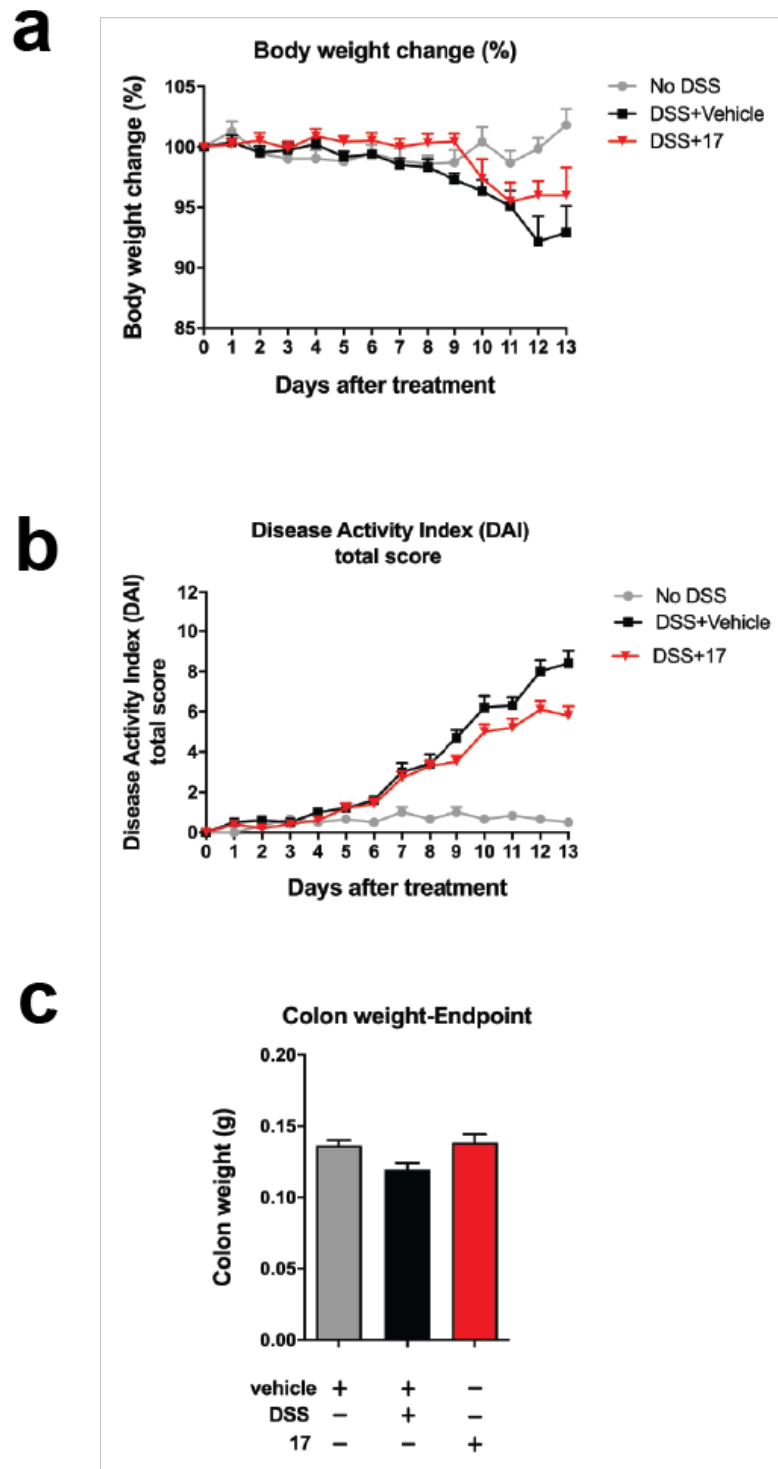 a
Body weight change (%)
Body weight change (%)
105
100
95
90
85
0 1 2 3 4 5 6 7 8 9 10 11 12 13
Days after treatment
No DSS
DSS+Vehicle
DSS+17
b
Disease Activity Index (DAI)
total score
Disease Activity Index (DAI)
total score
12
10
8
6
4
2
0
0 1 2 3 4 5 6 7 8 9 10 11 12 13
Days after treatment
No DSS
DSS+Vehicle
DSS+17
c
Colon weight-Endpoint
Colon weight (g)
0.20
0.15
0.10
0.05
0.00
vehicle + + −
DSS − + −
17 − − +